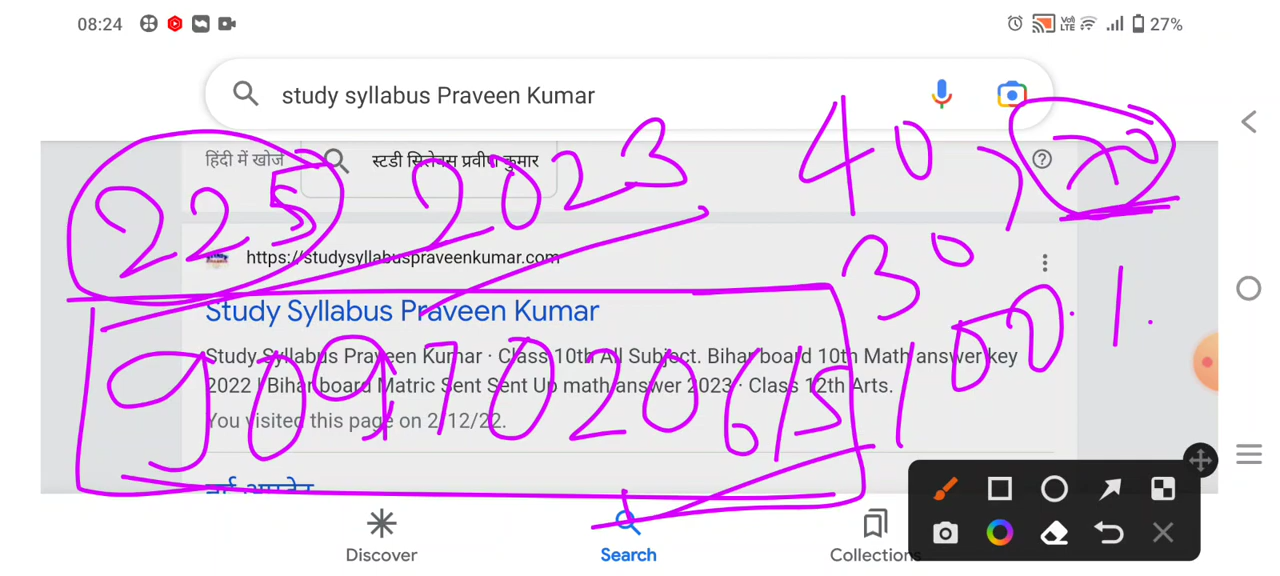 08:24 27%
study syllabus Praveen Kumar
225 2023 40, 70
हिंदी में खोज स्टडी सिलेबस प्रवीण कुमार
https://studysyllabuspraveenkumar.com
30
Study Syllabus Praveen Kumar
100.1.
Study Syllabus Praveen Kumar · Class 10th All Subject. Bihar board 10th Math answer key
2022 | Bihar board Matric Sent Sent Up math answer 2023 · Class 12th Arts.
You visited this page on 2/12/22.
Discover Search Collections